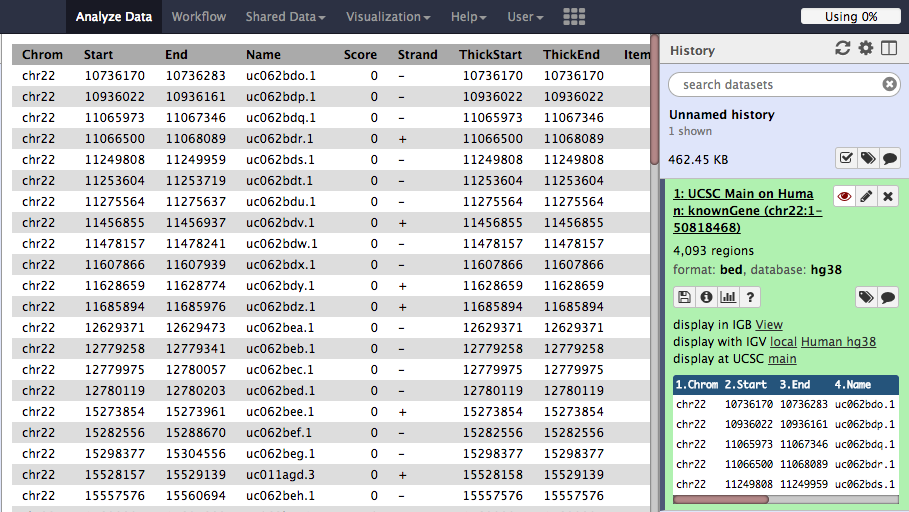 Analyze Data Workflow Shared Data Visualization Help User Using 0%
Chrom Start End Name Score Strand ThickStart ThickEnd Item
chr22 10736170 10736283 uc062bdo.1 0 – 10736170 10736170
chr22 10936022 10936161 uc062bdp.1 0 – 10936022 10936022
chr22 11065973 11067346 uc062bdq.1 0 – 11065973 11065973
chr22 11066500 11068089 uc062bdr.1 0 + 11066500 11068089
chr22 11249808 11249959 uc062bds.1 0 – 11249808 11249808
chr22 11253604 11253719 uc062bdt.1 0 – 11253604 11253604
chr22 11275564 11275637 uc062bdu.1 0 – 11275564 11275564
chr22 11456855 11456937 uc062bdv.1 0 + 11456855 11456855
chr22 11478157 11478241 uc062bdw.1 0 – 11478157 11478157
chr22 11607866 11607939 uc062bdx.1 0 – 11607866 11607866
chr22 11628659 11628774 uc062bdy.1 0 + 11628659 11628659
chr22 11685894 11685976 uc062bdz.1 0 + 11685894 11685894
chr22 12629371 12629473 uc062bea.1 0 – 12629371 12629371
chr22 12779258 12779341 uc062beb.1 0 – 12779258 12779258
chr22 12779975 12780057 uc062bec.1 0 – 12779975 12779975
chr22 12780119 12780203 uc062bed.1 0 – 12780119 12780119
chr22 15273854 15273961 uc062bee.1 0 + 15273854 15273854
chr22 15282556 15288670 uc062bef.1 0 – 15282556 15282556
chr22 15298377 15304556 uc062beg.1 0 – 15298377 15298377
chr22 15528157 15529139 uc011agd.3 0 + 15528158 15529139
chr22 15557576 15560694 uc062beh.1 0 – 15557576 15557576
History
search datasets
Unnamed history
1 shown
462.45 KB
1: UCSC Main on Huma
n: knownGene (chr22:1-
50818468)
4,093 regions
format: bed, database: hg38
display in IGB View
display with IGV local Human hg38
display at UCSC main
1.Chrom 2.Start 3.End 4.Name
chr22 10736170 10736283 uc062bdo.1
chr22 10936022 10936161 uc062bdp.1
chr22 11065973 11067346 uc062bdq.1
chr22 11066500 11068089 uc062bdr.1
chr22 11249808 11249959 uc062bds.1